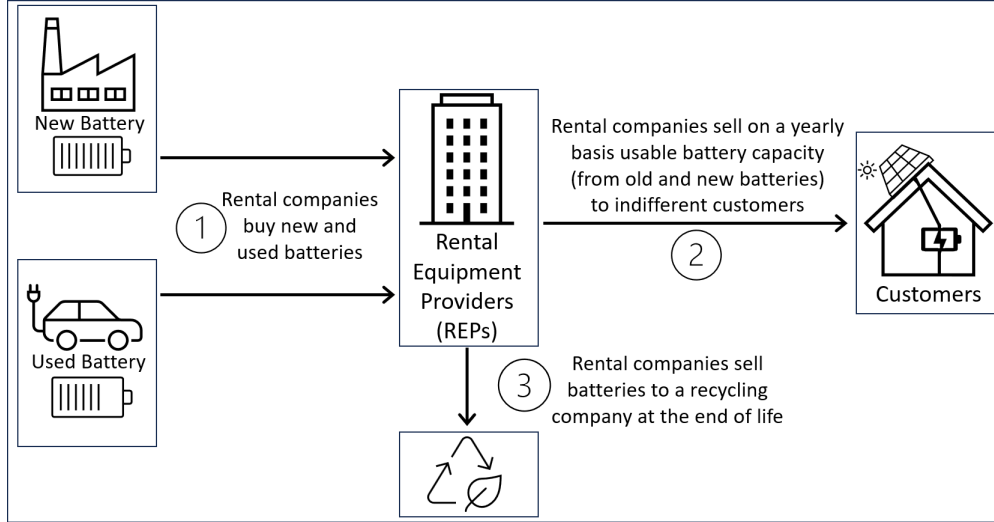 New Battery
Used Battery
1
Rental companies
buy new and
used batteries
Rental
Equipment
Providers
(REPs)
Rental companies sell on a yearly
basis usable battery capacity
(from old and new batteries)
to indifferent customers
2
Customers
3
Rental companies sell
batteries to a recycling
company at the end of life